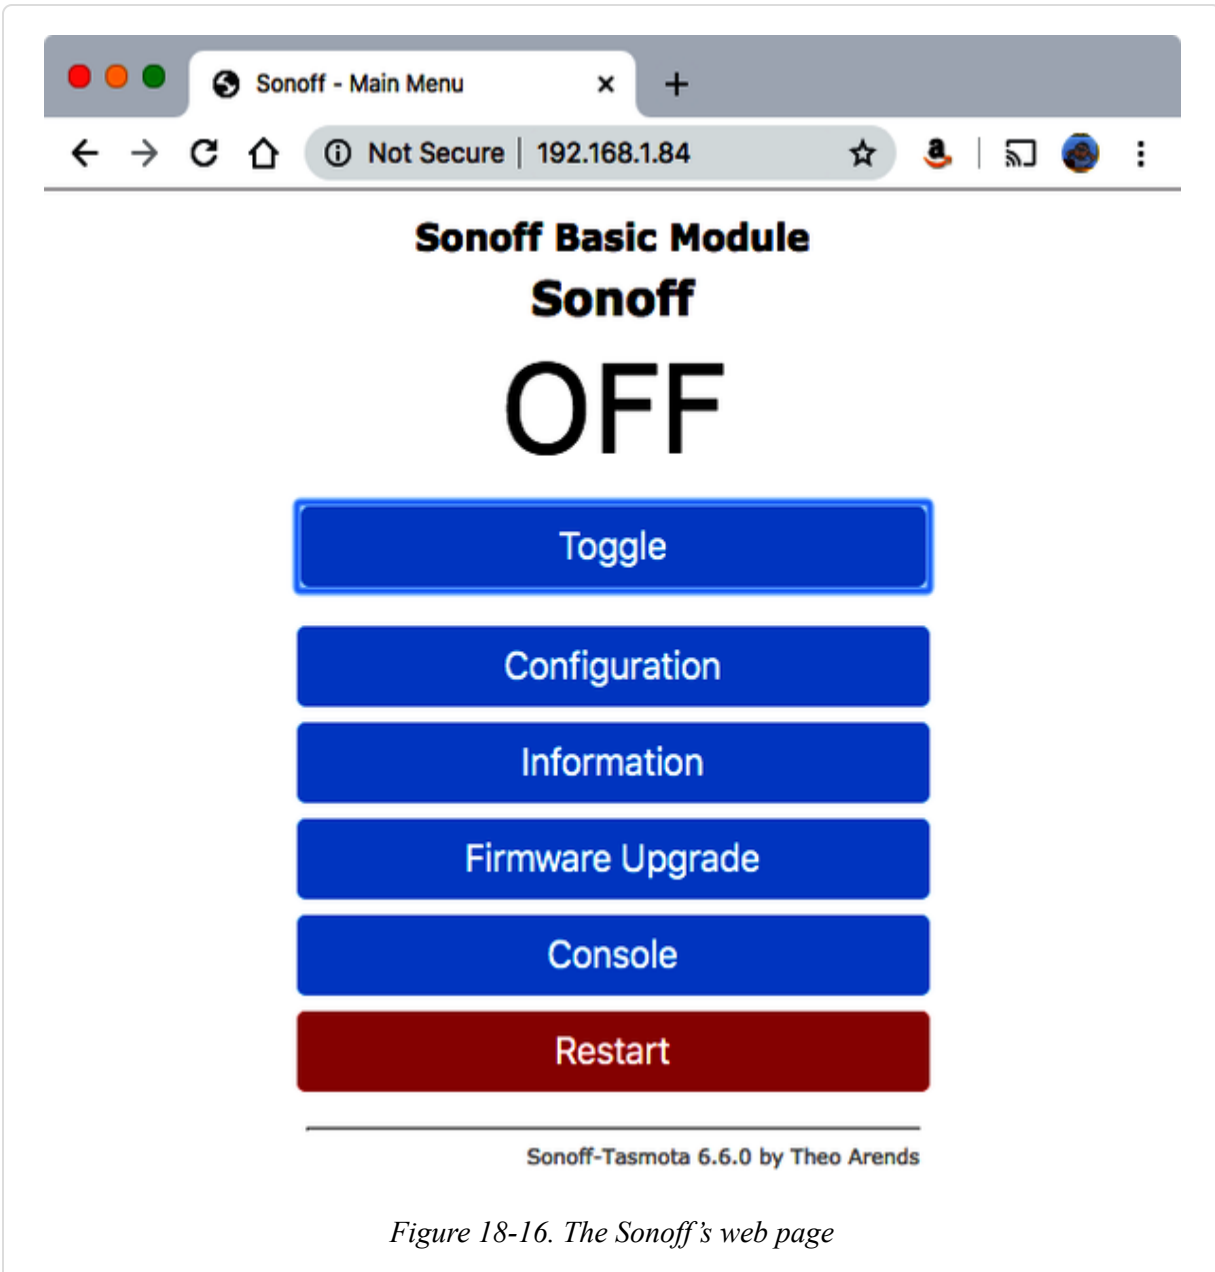 Sonoff - Main Menu
Not Secure | 192.168.1.84
Sonoff Basic Module
Sonoff
OFF
Toggle
Configuration
Information
Firmware Upgrade
Console
Restart
Sonoff-Tasmota 6.6.0 by Theo Arends
Figure 18-16. The Sonoff’s web page